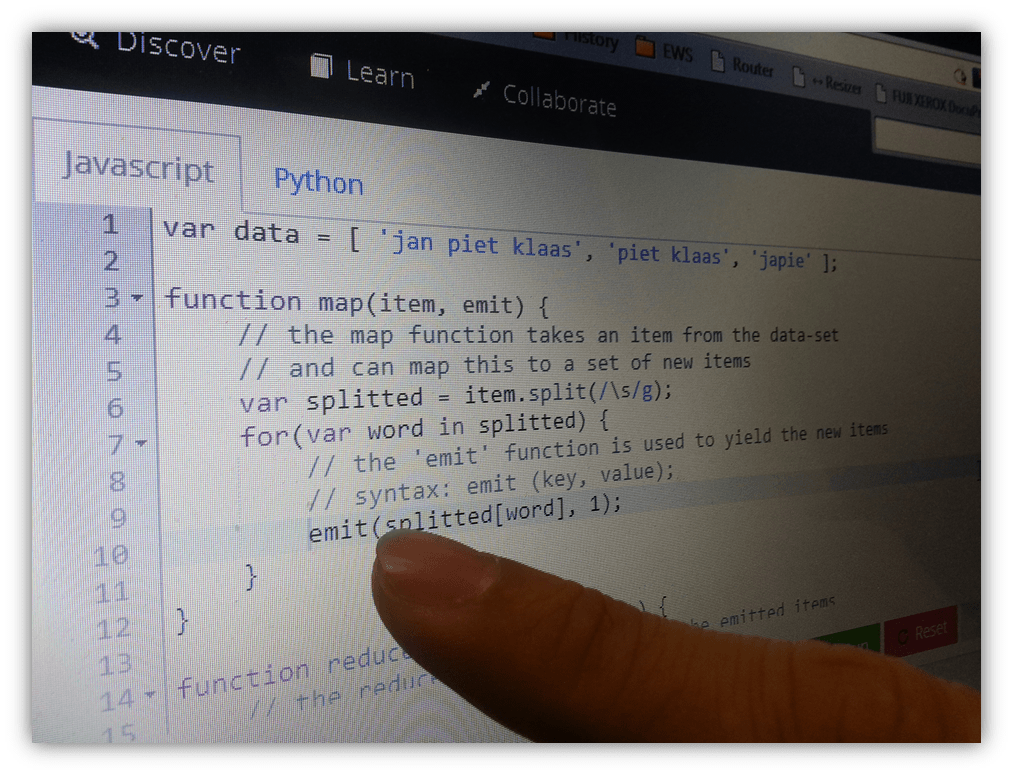 Discover
Learn
Collaborate
History
EWS
Router
↔ Resizer
FUJI XEROX
Javascript
Python
1 var data = [ 'jan piet klaas', 'piet klaas', 'japie' ];
2
3 function map(item, emit) {
4 // the map function takes an item from the data-set
5 // and can map this to a set of new items
6 var splitted = item.split(/\s/g);
7 for(var word in splitted) {
8 // the 'emit' function is used to yield the new items
9 // syntax: emit (key, value);
10 emit(splitted[word], 1);
11 }
12 }
13
14 function reduc ) {
15 // the reduc the emitted items
Reset